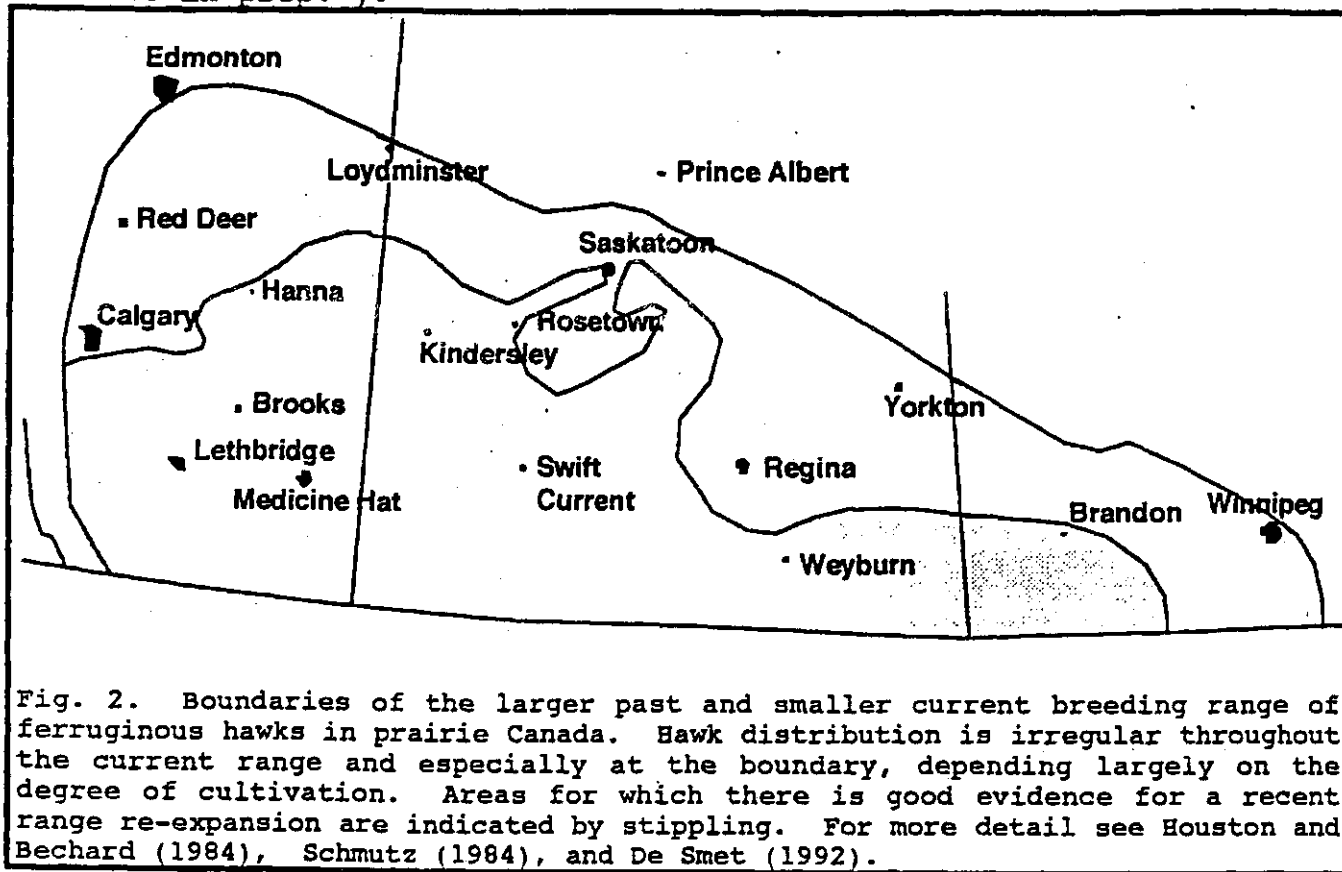 Edmonton
Loydminster
Prince Albert
Red Deer
Saskatoon
Hanna
Calgary
Rosetown
Kindersley
Brooks
Yorkton
Lethbridge
Swift
Current
Regina
Medicine Hat
Brandon
Winnipeg
Weyburn
Fig. 2. Boundaries of the larger past and smaller current breeding range of
ferruginous hawks in prairie Canada. Hawk distribution is irregular throughout
the current range and especially at the boundary, depending largely on the
degree of cultivation. Areas for which there is good evidence for a recent
range re-expansion are indicated by stippling. For more detail see Houston and
Bechard (1984), Schmutz (1984), and De Smet (1992).